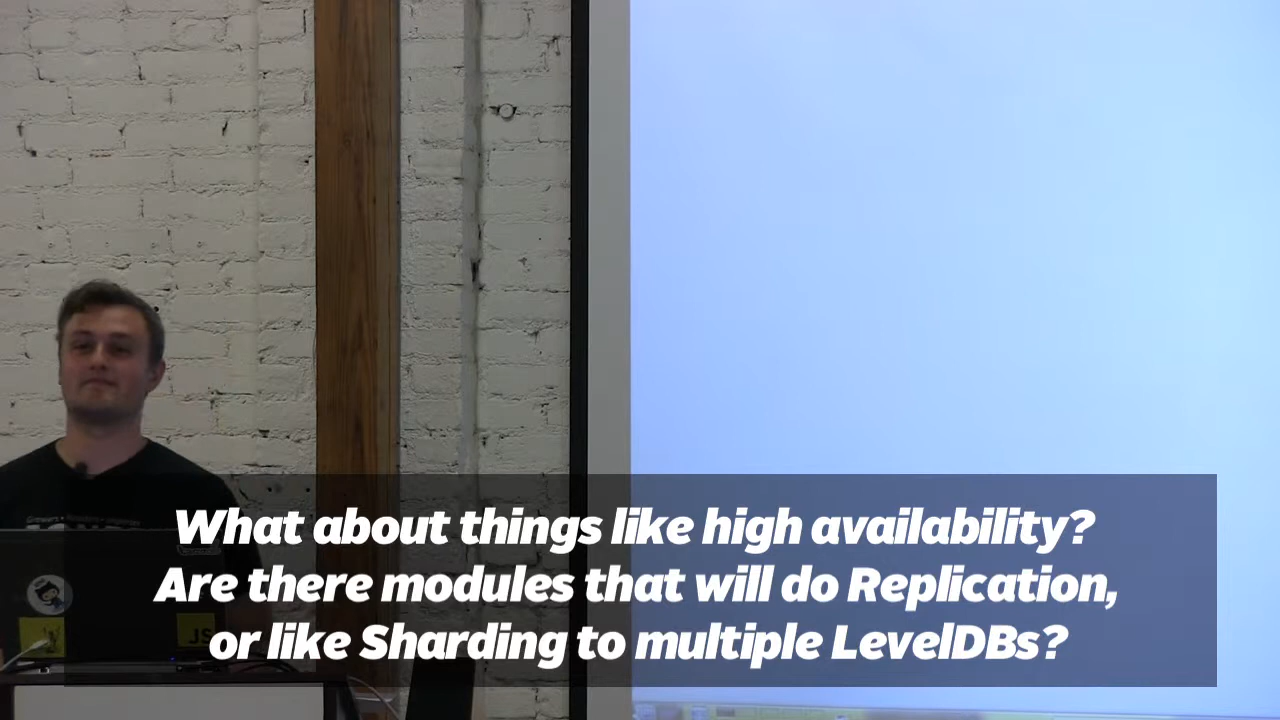 What about things like high availability?
Are there modules that will do Replication,
or like Sharding to multiple LevelDBs?
JS